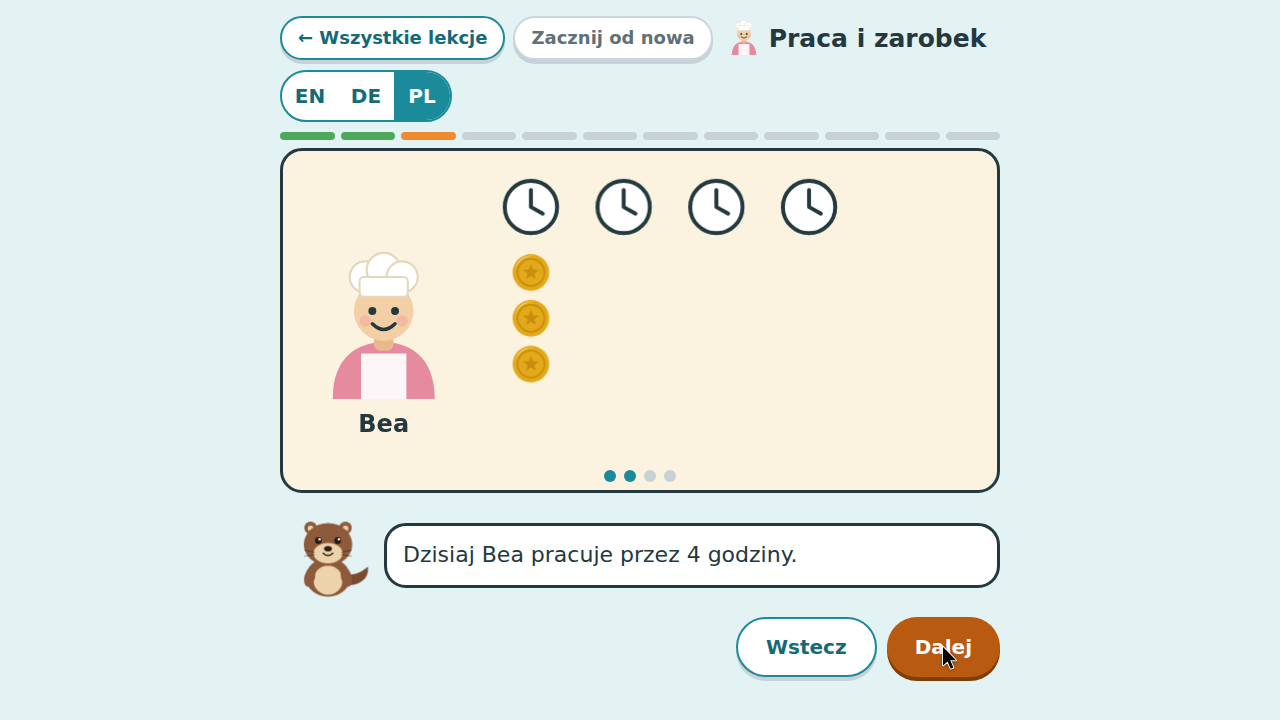 ← Wszystkie lekcje
Zacznij od nowa
Praca i zarobek
EN DE PL
Bea
Dzisiaj Bea pracuje przez 4 godziny.
Wstecz
Dalej